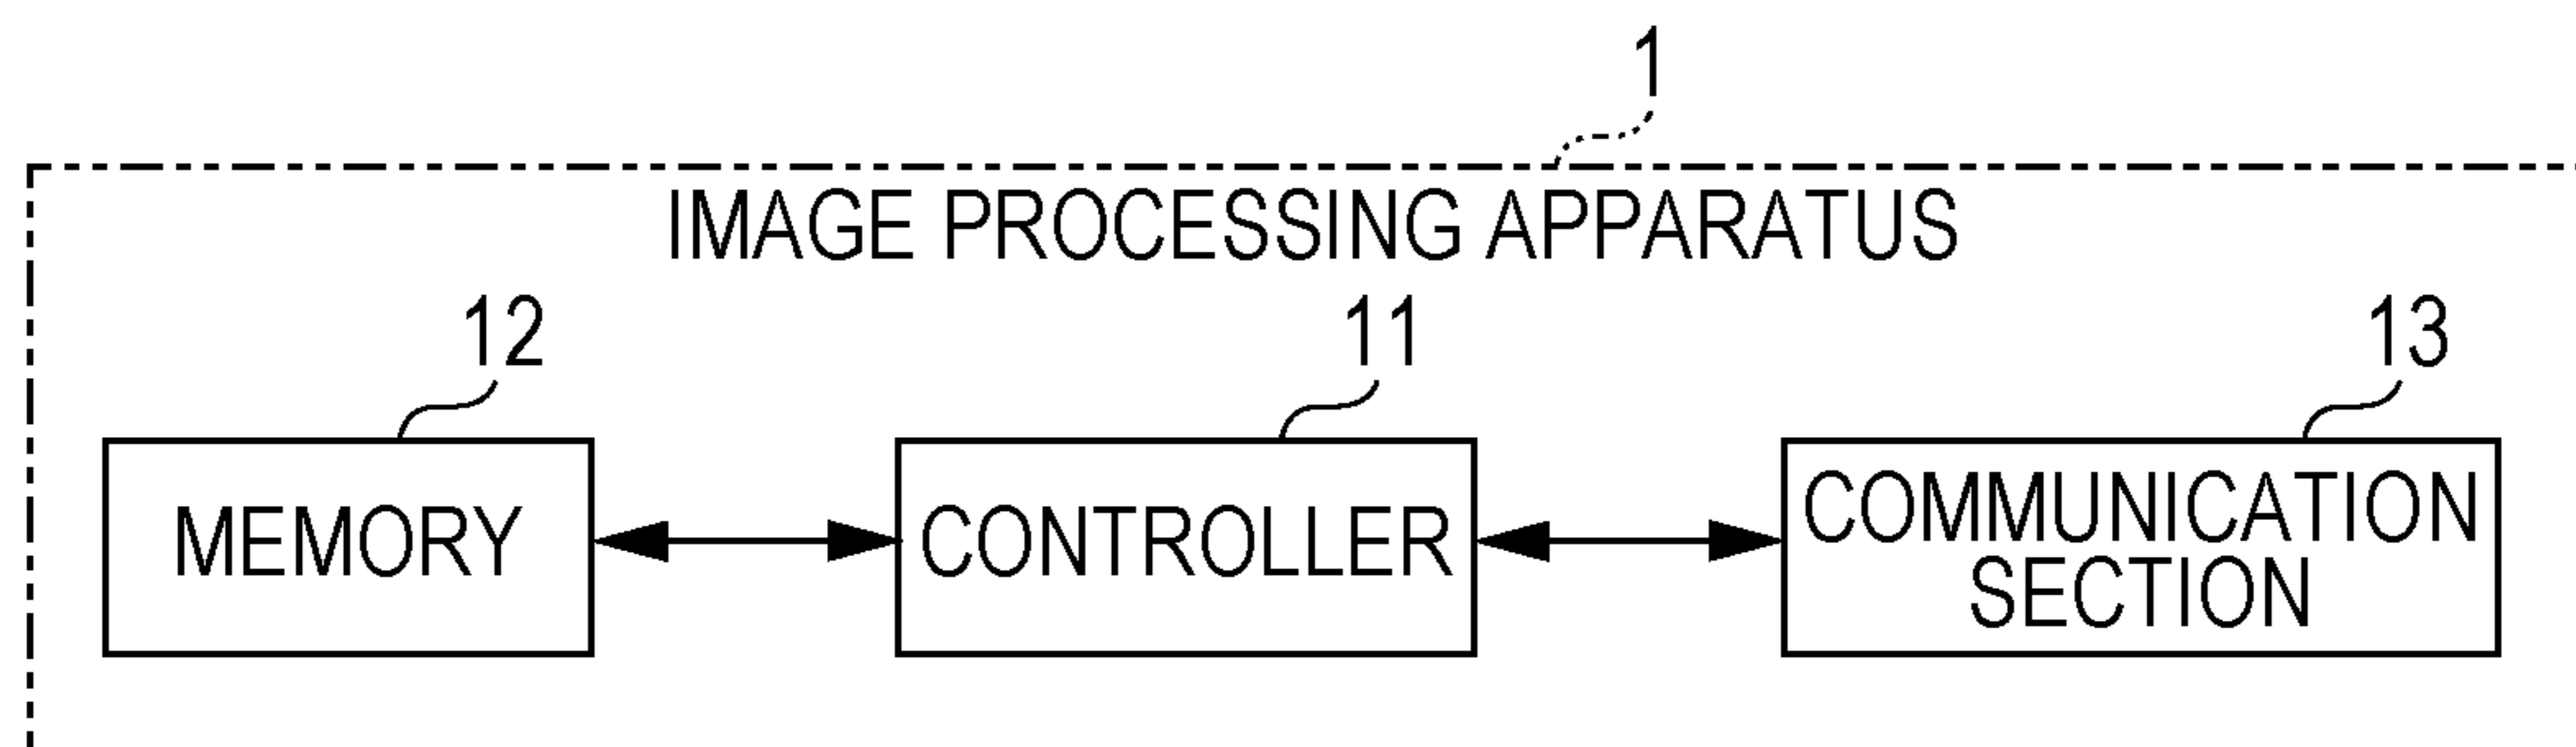 1
IMAGE PROCESSING APPARATUS
12
11
13
MEMORY
CONTROLLER
COMMUNICATION
SECTION